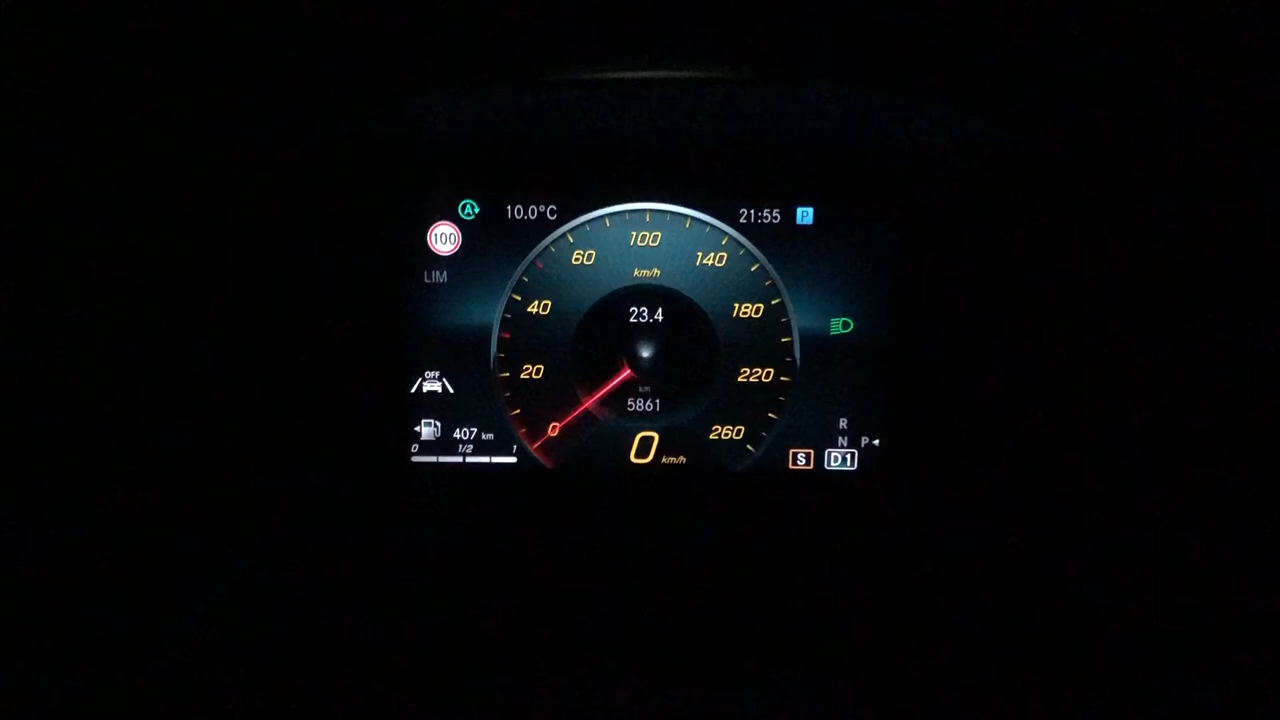 A 10.0°C 21:55 P
100
LIM
60 100 140
km/h
40 180
23.4
20 220
OFF
km
5861
0 260
407 km
0 1/2 1
0 km/h
R
N P
S D1